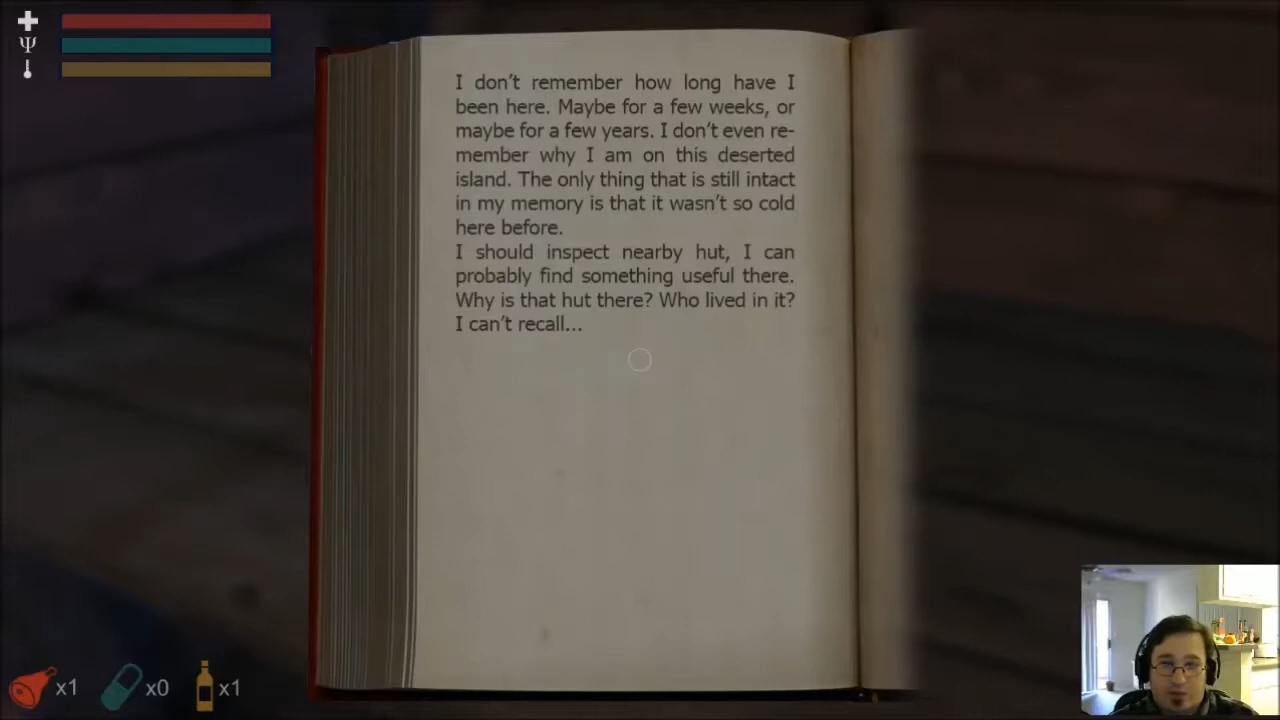 I don't remember how long have I
been here. Maybe for a few weeks, or
maybe for a few years. I don't even re-
member why I am on this deserted
island. The only thing that is still intact
in my memory is that it wasn't so cold
here before.
I should inspect nearby hut, I can
probably find something useful there.
Why is that hut there? Who lived in it?
I can't recall...
x1
x0
x1